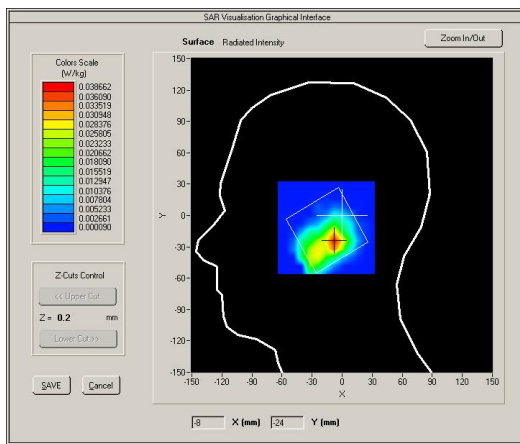 SAR Visualisation Graphical Interface
Surface Radiated Intensity
Zoom In/Out
Colors Scale
(W/kg)
0.038662
0.036090
0.033519
0.030948
0.028376
0.025805
0.023233
0.020662
0.018090
0.015519
0.012947
0.010376
0.007804
0.005233
0.002661
0.000090
Z-Cuts Control
<< Upper Cut
Z = 0.2 mm
Lower Cut >>
SAVE Cancel
150
120
90
60
30
0
-30
-60
-90
-120
-150
Y
-150 -120 -90 -60 -30 0 30 60 90 120 150
X
-8 X (mm) -24 Y (mm)